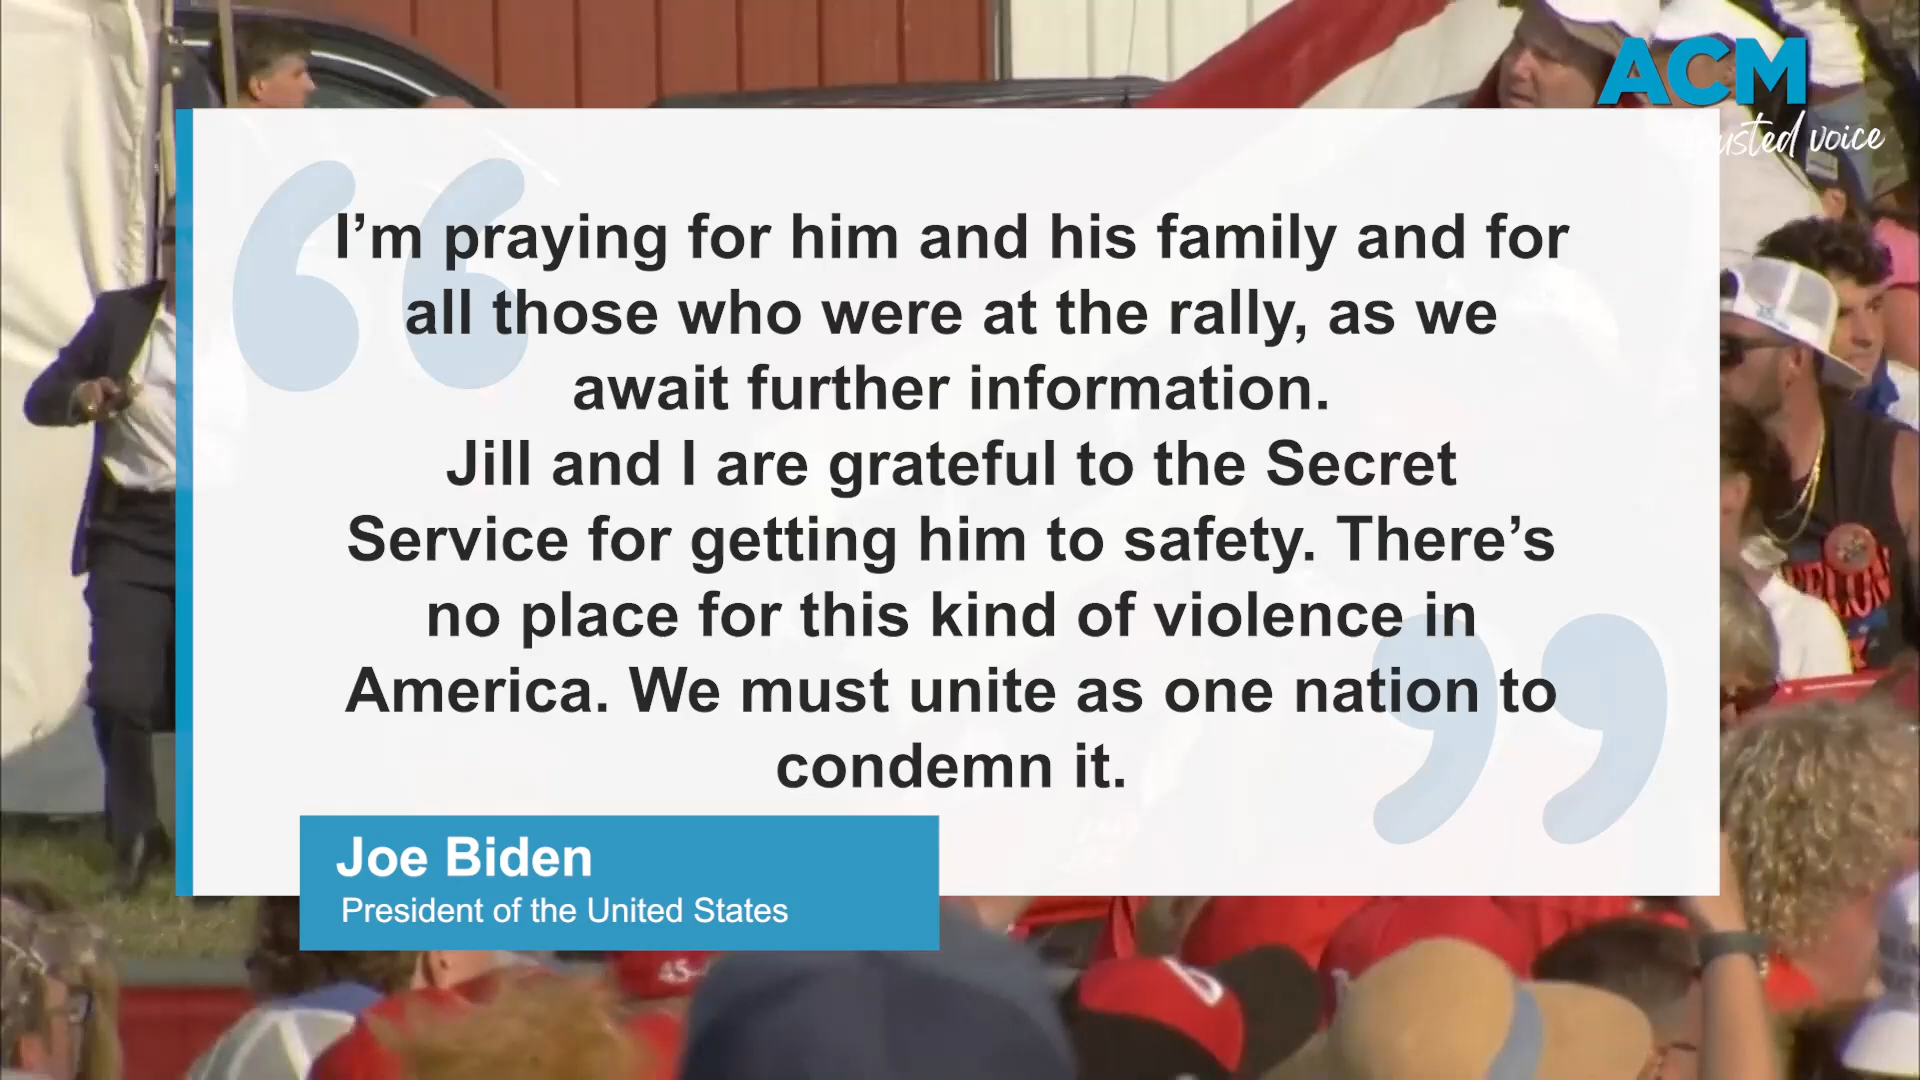 ACM
trusted voice
I’m praying for him and his family and for
all those who were at the rally, as we
await further information.
Jill and I are grateful to the Secret
Service for getting him to safety. There’s
no place for this kind of violence in
America. We must unite as one nation to
condemn it.
Joe Biden
President of the United States
45-